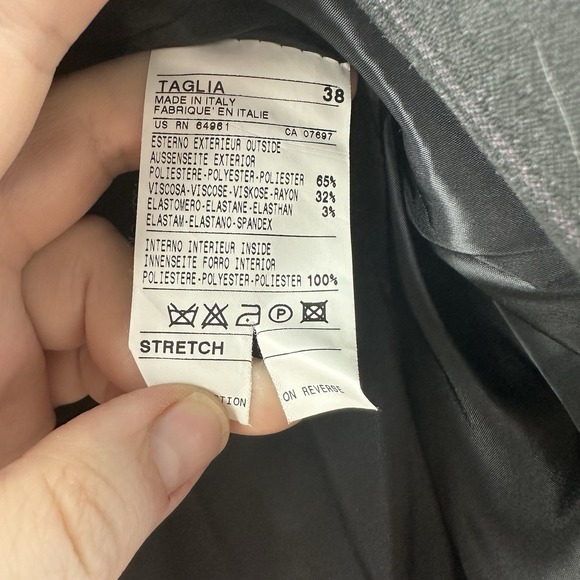 TAGLIA 38
MADE IN ITALY
FABRIQUE' EN ITALIE
US RN 64961 CA 07697
ESTERNO EXTERIEUR OUTSIDE
AUSSENSEITE EXTERIOR
POLIESTERE-POLYESTER-POLIESTER 65%
VISCOSA-VISCOSE-VISKOSE-RAYON 32%
ELASTOMERO-ELASTANE-ELASTHAN 3%
ELASTAM-ELASTANO-SPANDEX
INTERNO INTERIEUR INSIDE
INNENSEITE FORRO INTERIOR
POLIESTERE-POLYESTER-POLIESTER 100%
P
STRETCH
TION ON REVERSE